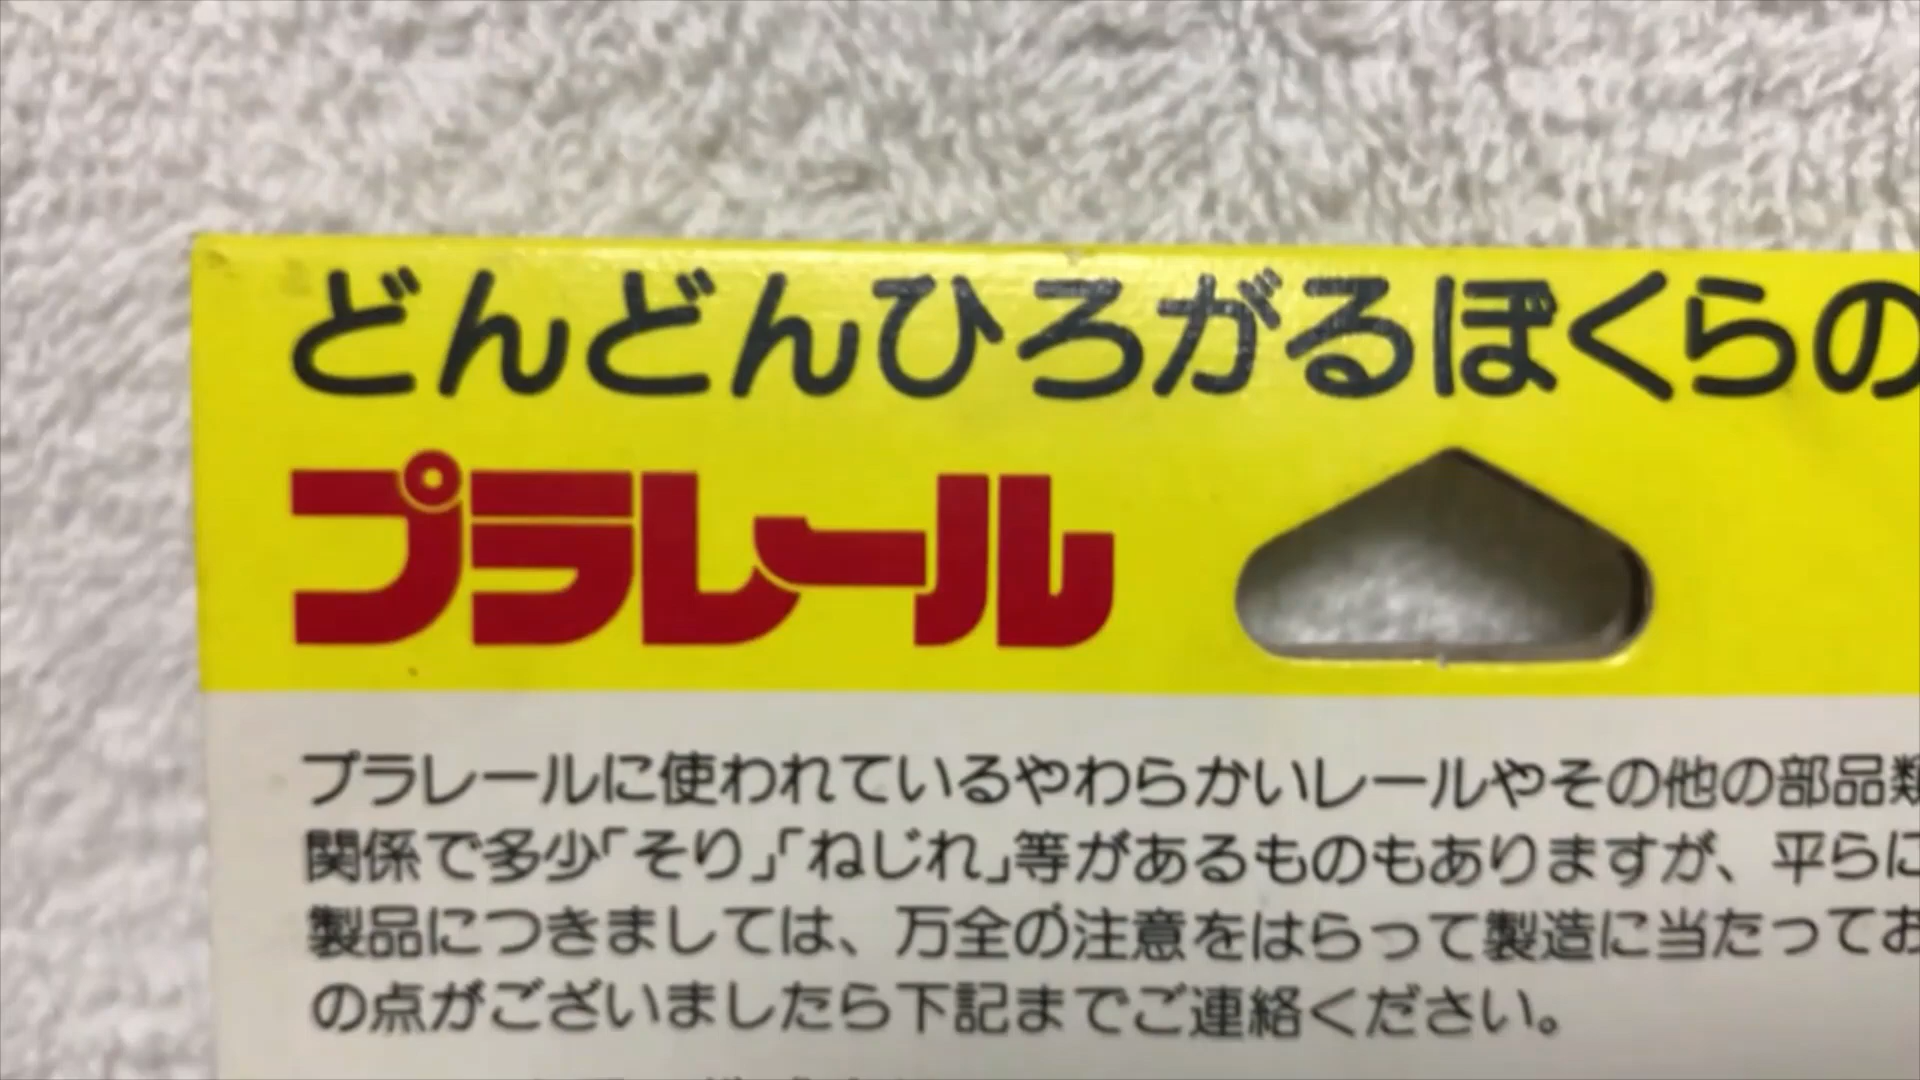 どんどんひろがるぼくらの
プラレール
プラレールに使われているやわらかいレールやその他の部品類
関係で多少「そり」「ねじれ」等があるものもありますが、平らに
製品につきましては、万全の注意をはらって製造に当たってお
の点がございましたら下記までご連絡ください。